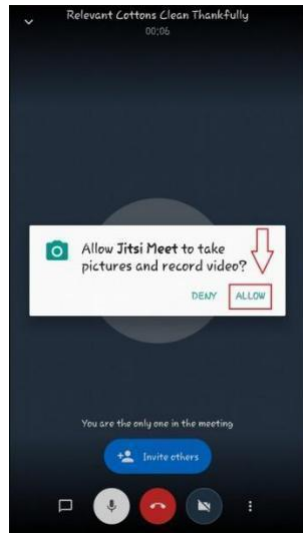 Relevant Cottons Clean Thankfully
00:06
Allow Jitsi Meet to take
pictures and record video?
DENY ALLOW
You are the only one in the meeting
Invite others